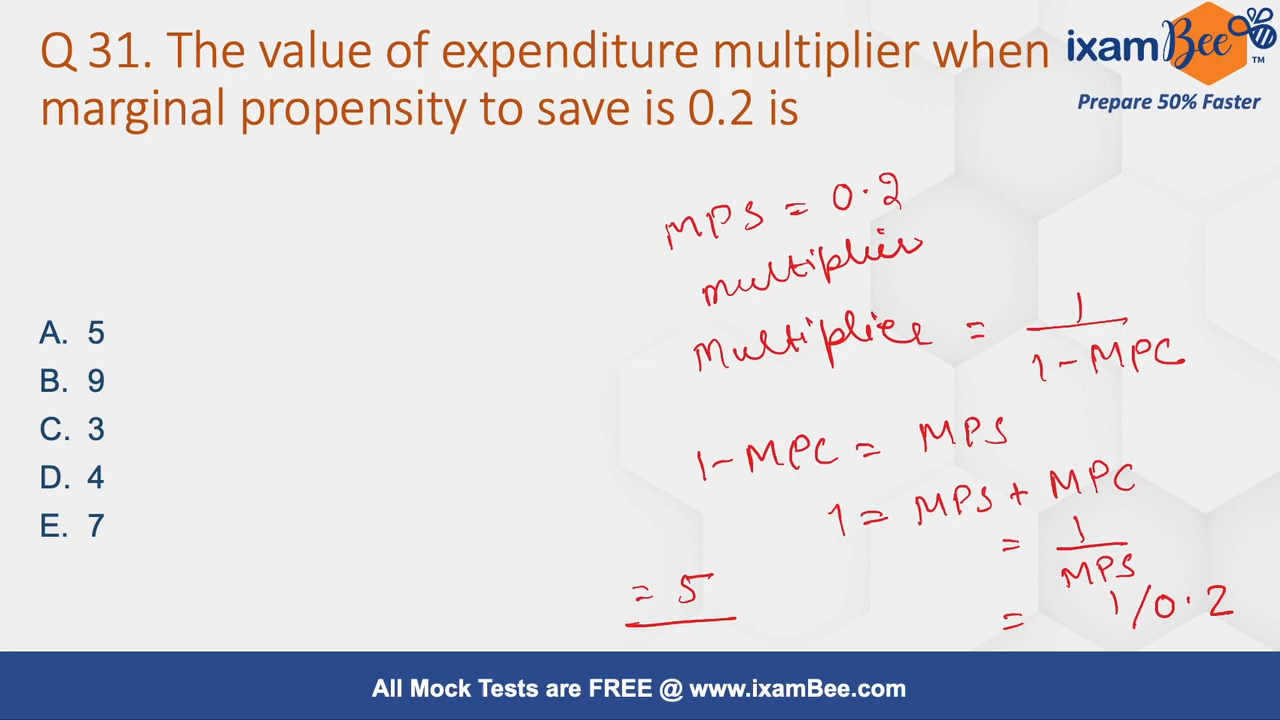 Q 31. The value of expenditure multiplier when
marginal propensity to save is 0.2 is
ixamBee™
Prepare 50% Faster
MPS = 0.2
multiplier
Multiplier = 1 / 1 - MPC
A. 5
B. 9
C. 3
D. 4
E. 7
1 - MPC = MPS
1 = MPS + MPC
= 1 / MPS
= 1/0.2
= 5
All Mock Tests are FREE @ www.ixamBee.com